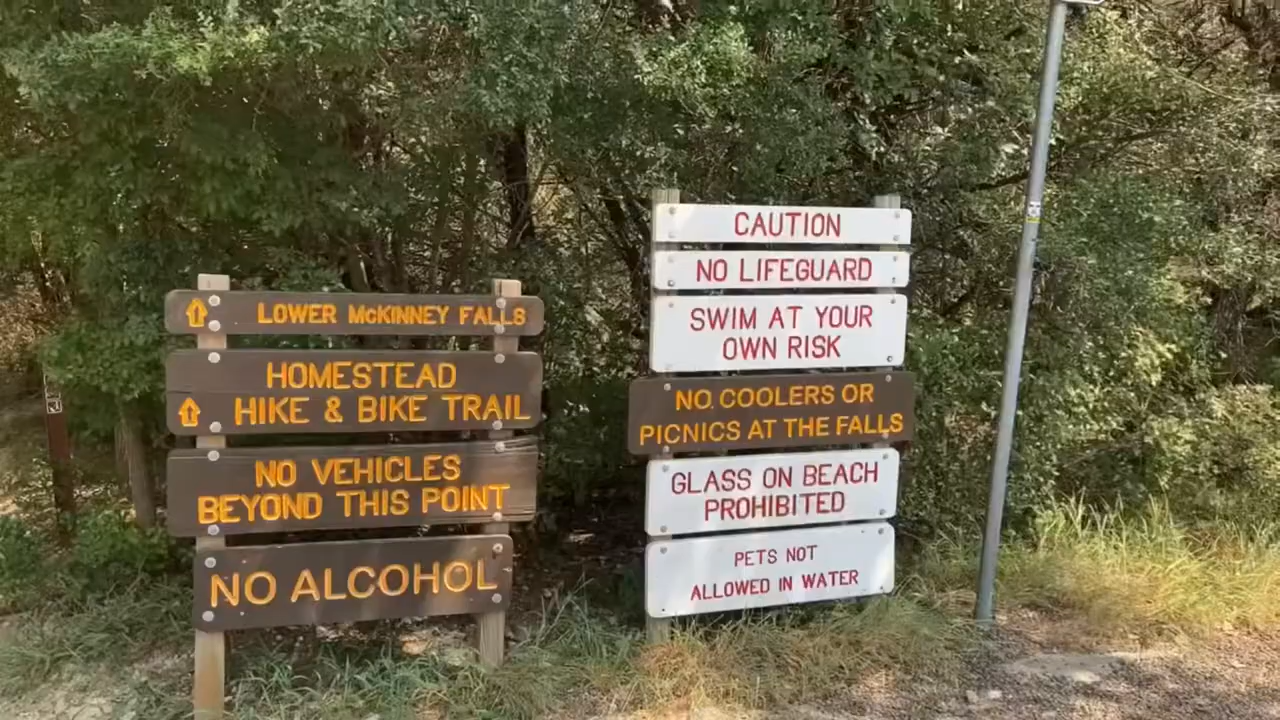 LOWER McKINNEY FALLS
HOMESTEAD
HIKE & BIKE TRAIL
NO VEHICLES
BEYOND THIS POINT
NO ALCOHOL
CAUTION
NO LIFEGUARD
SWIM AT YOUR
OWN RISK
NO COOLERS OR
PICNICS AT THE FALLS
GLASS ON BEACH
PROHIBITED
PETS NOT
ALLOWED IN WATER